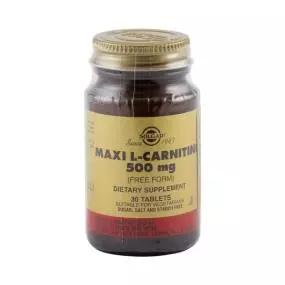 SOLGAR
Since 1947
MAXI L-CARNITINE
500 mg
(FREE FORM)
DIETARY SUPPLEMENT
30 TABLETS
SUITABLE FOR VEGETARIANS
SUGAR, SALT AND STARCH FREE